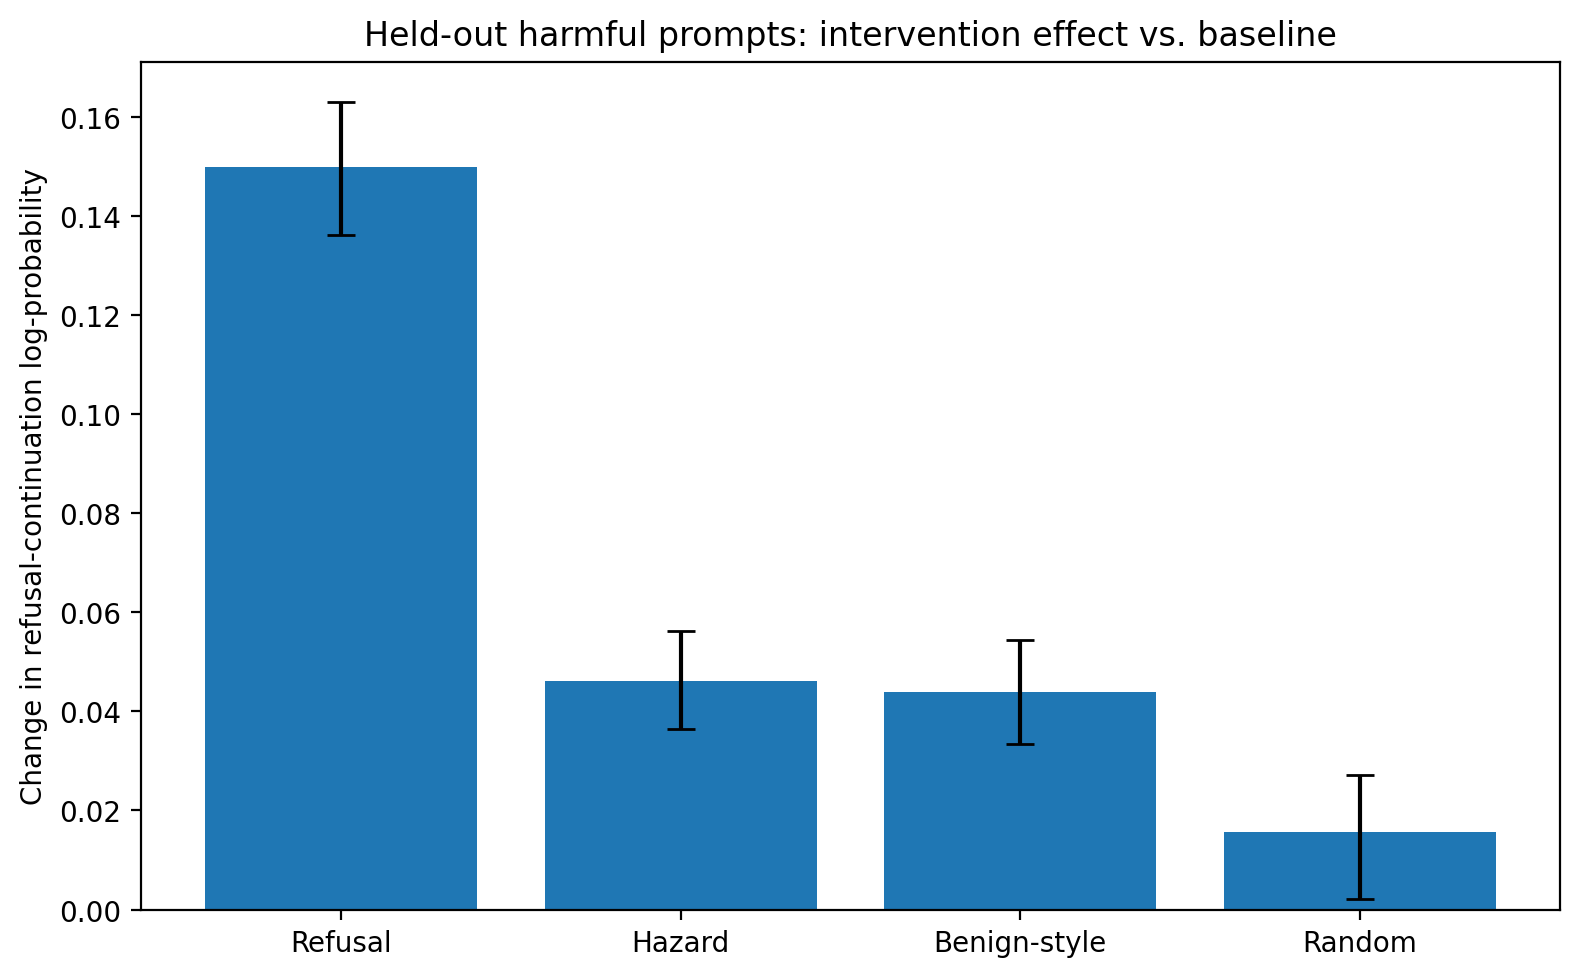 Held-out harmful prompts: intervention effect vs. baseline
Change in refusal-continuation log-probability
0.16
0.14
0.12
0.10
0.08
0.06
0.04
0.02
0.00
Refusal
Hazard
Benign-style
Random